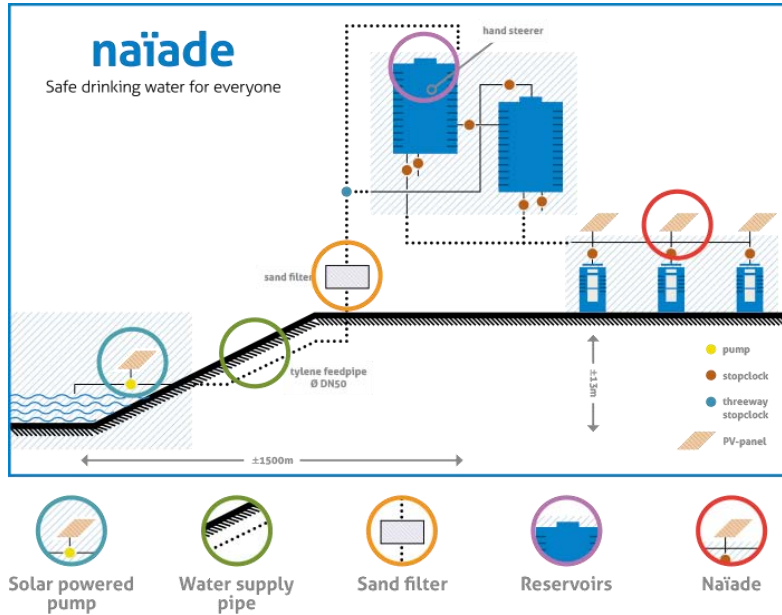 naïade
Safe drinking water for everyone
hand steerer
sand filter
tylene feedpipe
Ø DN50
±13m
±1500m
pump
stopclock
threeway
stopclock
PV-panel
Solar powered
pump
Water supply
pipe
Sand filter
Reservoirs
Naïade